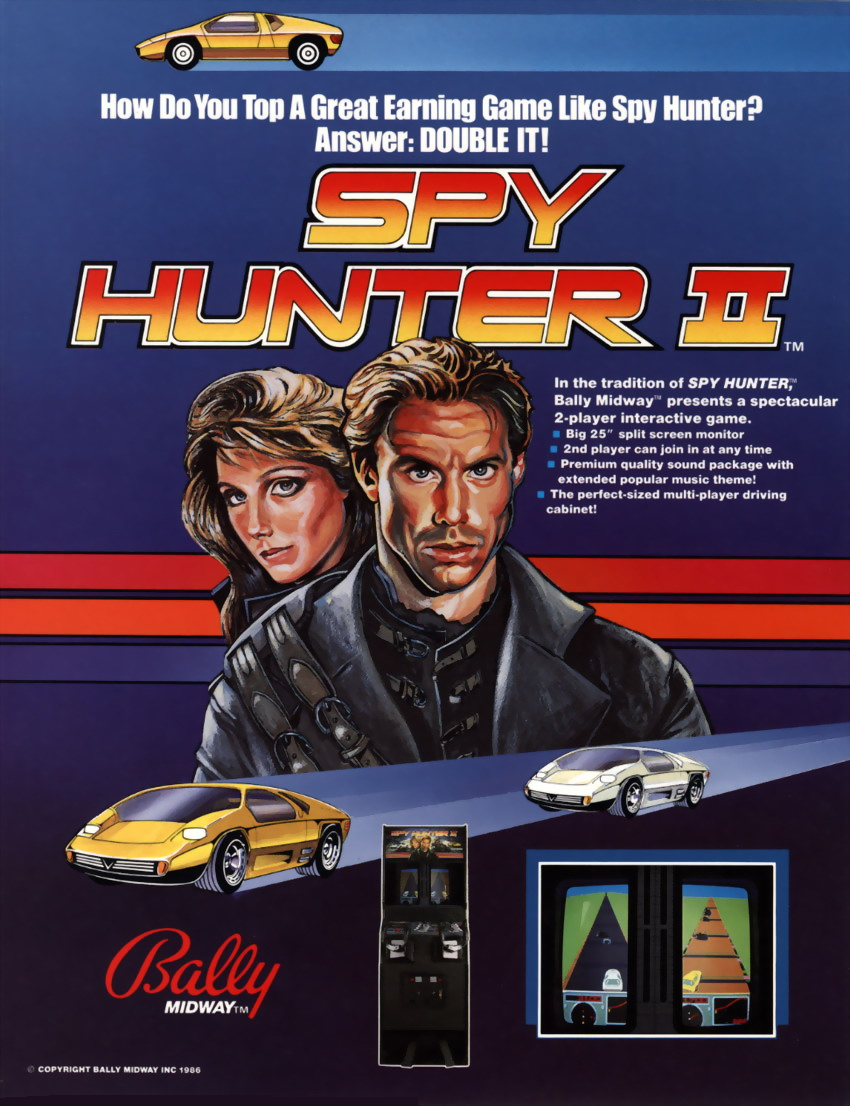 How Do You Top A Great Earning Game Like Spy Hunter?
Answer: DOUBLE IT!
SPY
HUNTER II™
In the tradition of SPY HUNTER,™
Bally Midway™ presents a spectacular
2-player interactive game.
■ Big 25" split screen monitor
■ 2nd player can join in at any time
■ Premium quality sound package with
extended popular music theme!
■ The perfect-sized multi-player driving
cabinet!
SPY HUNTER II
Bally
MIDWAY™
© COPYRIGHT BALLY MIDWAY INC 1986